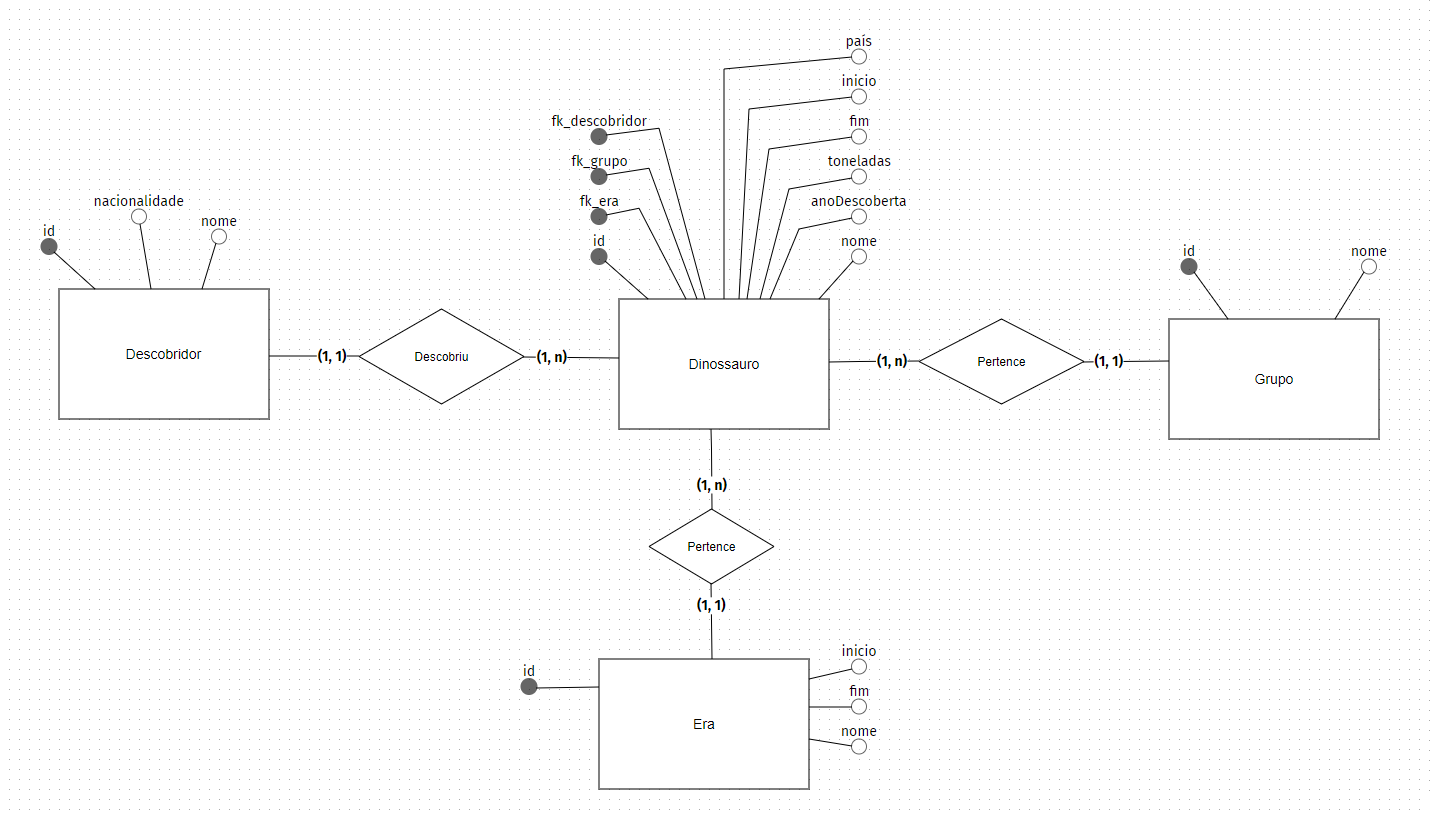 país
inicio
fim
toneladas
anoDescoberta
nome
fk_descobridor
fk_grupo
fk_era
id
nacionalidade
nome
id
id
nome
Descobridor
(1, 1)
Descobriu
(1, n)
Dinossauro
(1, n)
Pertence
(1, 1)
Grupo
(1, n)
Pertence
(1, 1)
id
Era
inicio
fim
nome